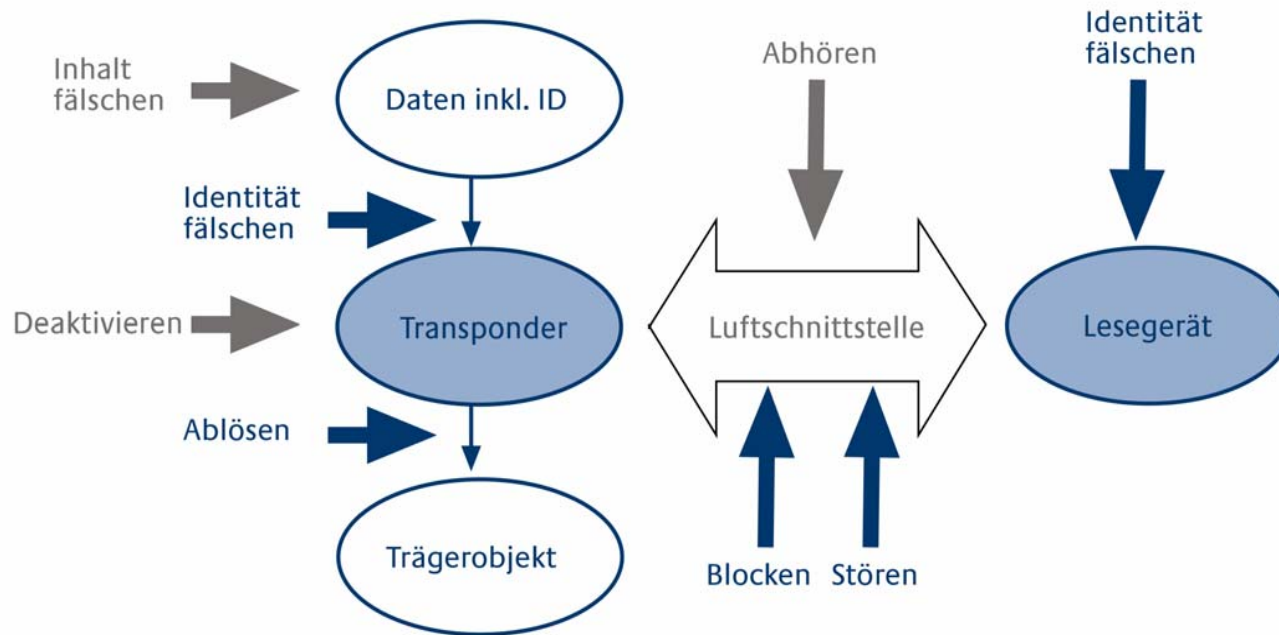 Inhalt
fälschen
Daten inkl. ID
Abhören
Identität
fälschen
Identität
fälschen
Deaktivieren
Transponder
Luftschnittstelle
Lesegerät
Ablösen
Trägerobjekt
Blocken
Stören